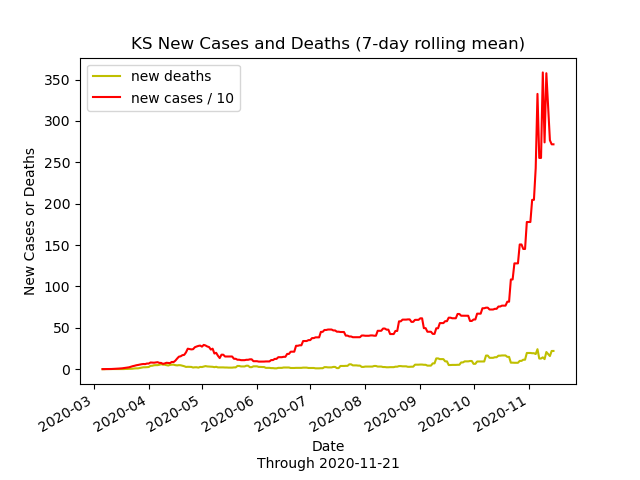 KS New Cases and Deaths (7-day rolling mean)
new deaths
new cases / 10
350
300
250
200
150
100
50
0
New Cases or Deaths
2020-03
2020-04
2020-05
2020-06
2020-07
2020-08
2020-09
2020-10
2020-11
Date
Through 2020-11-21